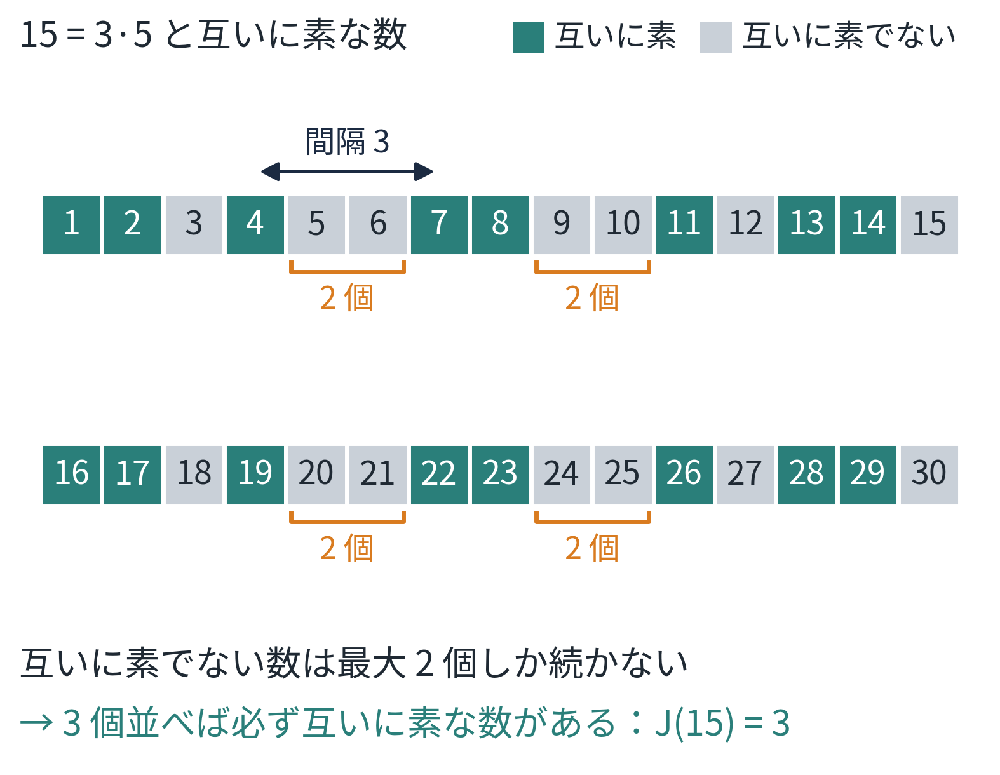 15 = 3·5 と互いに素な数
互いに素 互いに素でない
間隔 3
1 2 3 4 5 6 7 8 9 10 11 12 13 14 15
2 個 2 個
16 17 18 19 20 21 22 23 24 25 26 27 28 29 30
2 個 2 個
互いに素でない数は最大 2 個しか続かない
→ 3 個並べば必ず互いに素な数がある：J(15) = 3